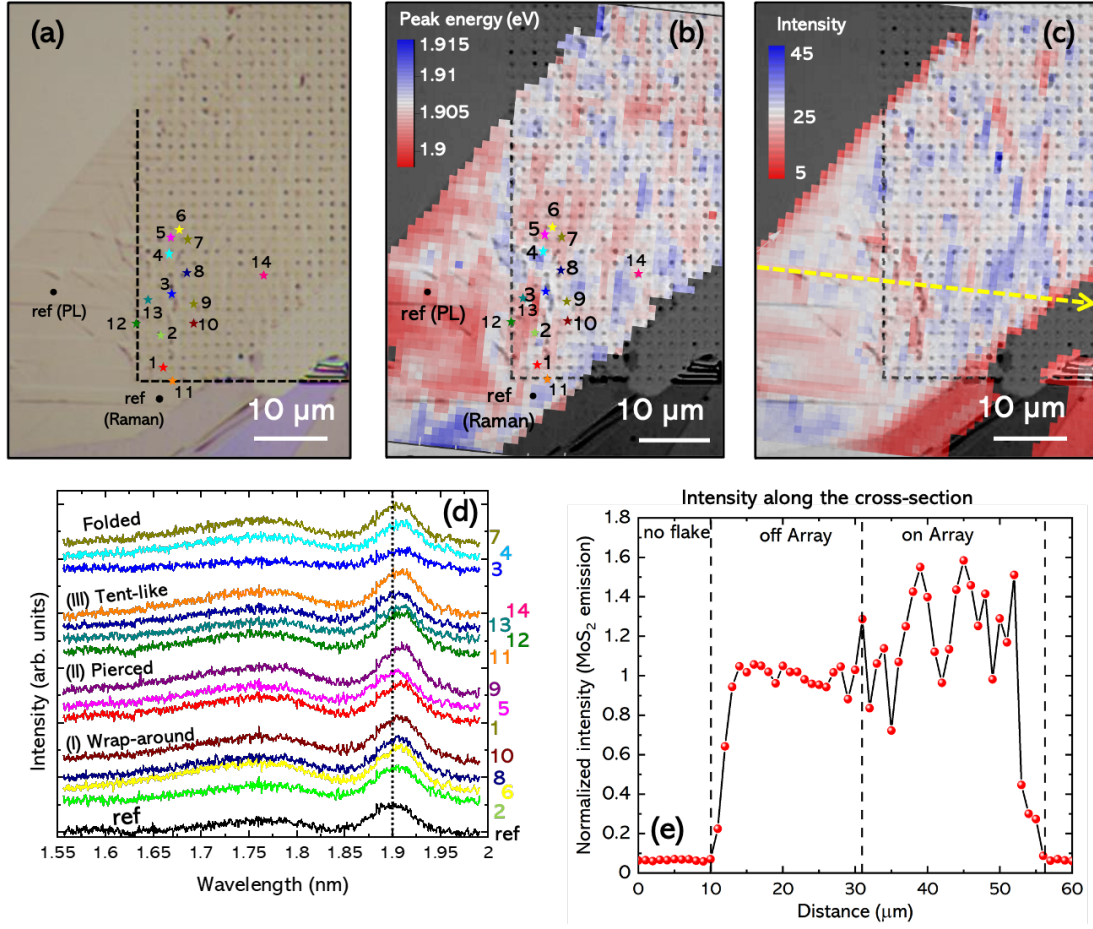 (a)
6
5
7
4
8
14
3
13
9
ref (PL)
12
2
10
1
11
ref
(Raman)
10 µm
Peak energy (eV)
(b)
1.915
1.91
1.905
1.9
6
5
7
4
8
14
3
13
9
ref (PL)
12
2
10
1
11
ref
(Raman)
10 µm
Intensity
(c)
45
25
5
10 µm
(d)
Folded
7
4
3
(III) Tent-like
14
13
12
11
(II) Pierced
9
5
1
(I) Wrap-around
10
8
6
2
ref
ref
Intensity (arb. units)
1.55 1.6 1.65 1.7 1.75 1.8 1.85 1.9 1.95 2
Wavelength (nm)
Intensity along the cross-section
no flake
off Array
on Array
(e)
Normalized intensity (MoS₂ emission)
1.8
1.6
1.4
1.2
1
0.8
0.6
0.4
0.2
0
0 10 20 30 40 50 60
Distance (µm)